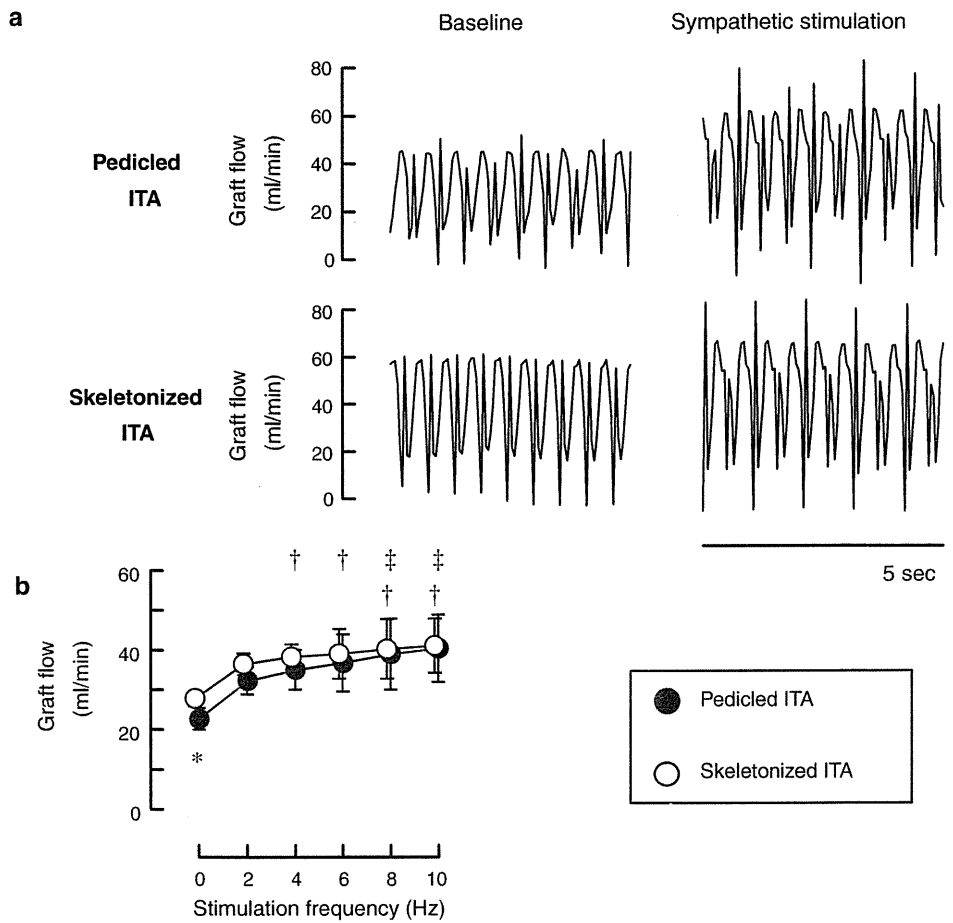 a
Baseline
Sympathetic stimulation
Pedicled
ITA
Graft flow
(ml/min)
80
60
40
20
0
Skeletonized
ITA
Graft flow
(ml/min)
80
60
40
20
0
5 sec
b
Graft flow
(ml/min)
60
40
20
0
† † ‡ ‡
† †
*
0 2 4 6 8 10
Stimulation frequency (Hz)
Pedicled ITA
Skeletonized ITA